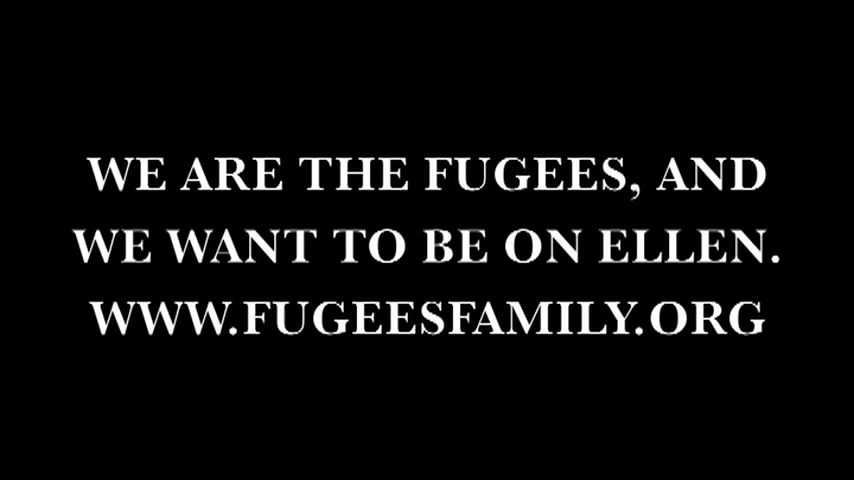 WE ARE THE FUGEES, AND
WE WANT TO BE ON ELLEN.
WWW.FUGEESFAMILY.ORG